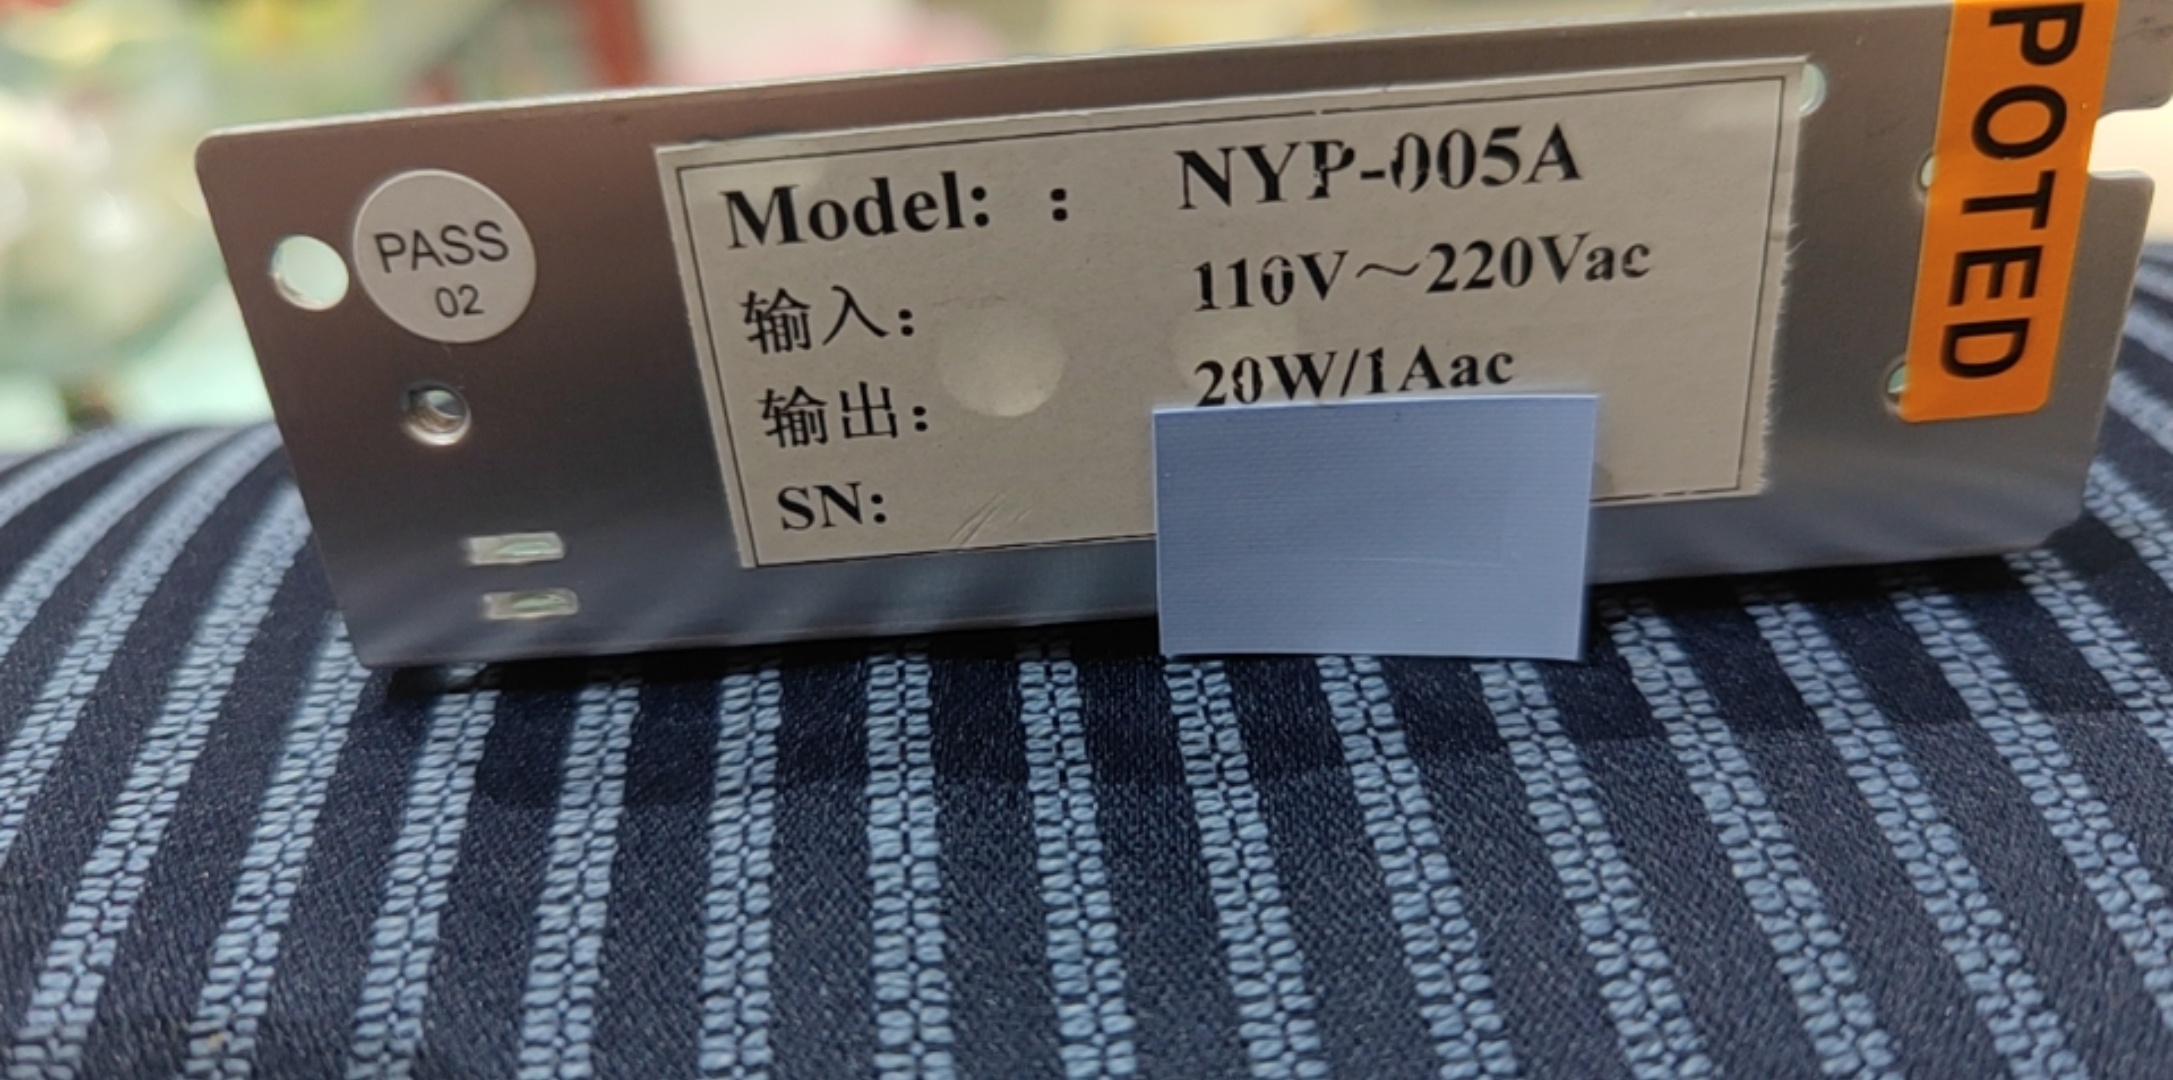 PASS
02
Model: : NYP-005A
输入: 110V～220Vac
输出: 20W/1Aac
SN:
POTED